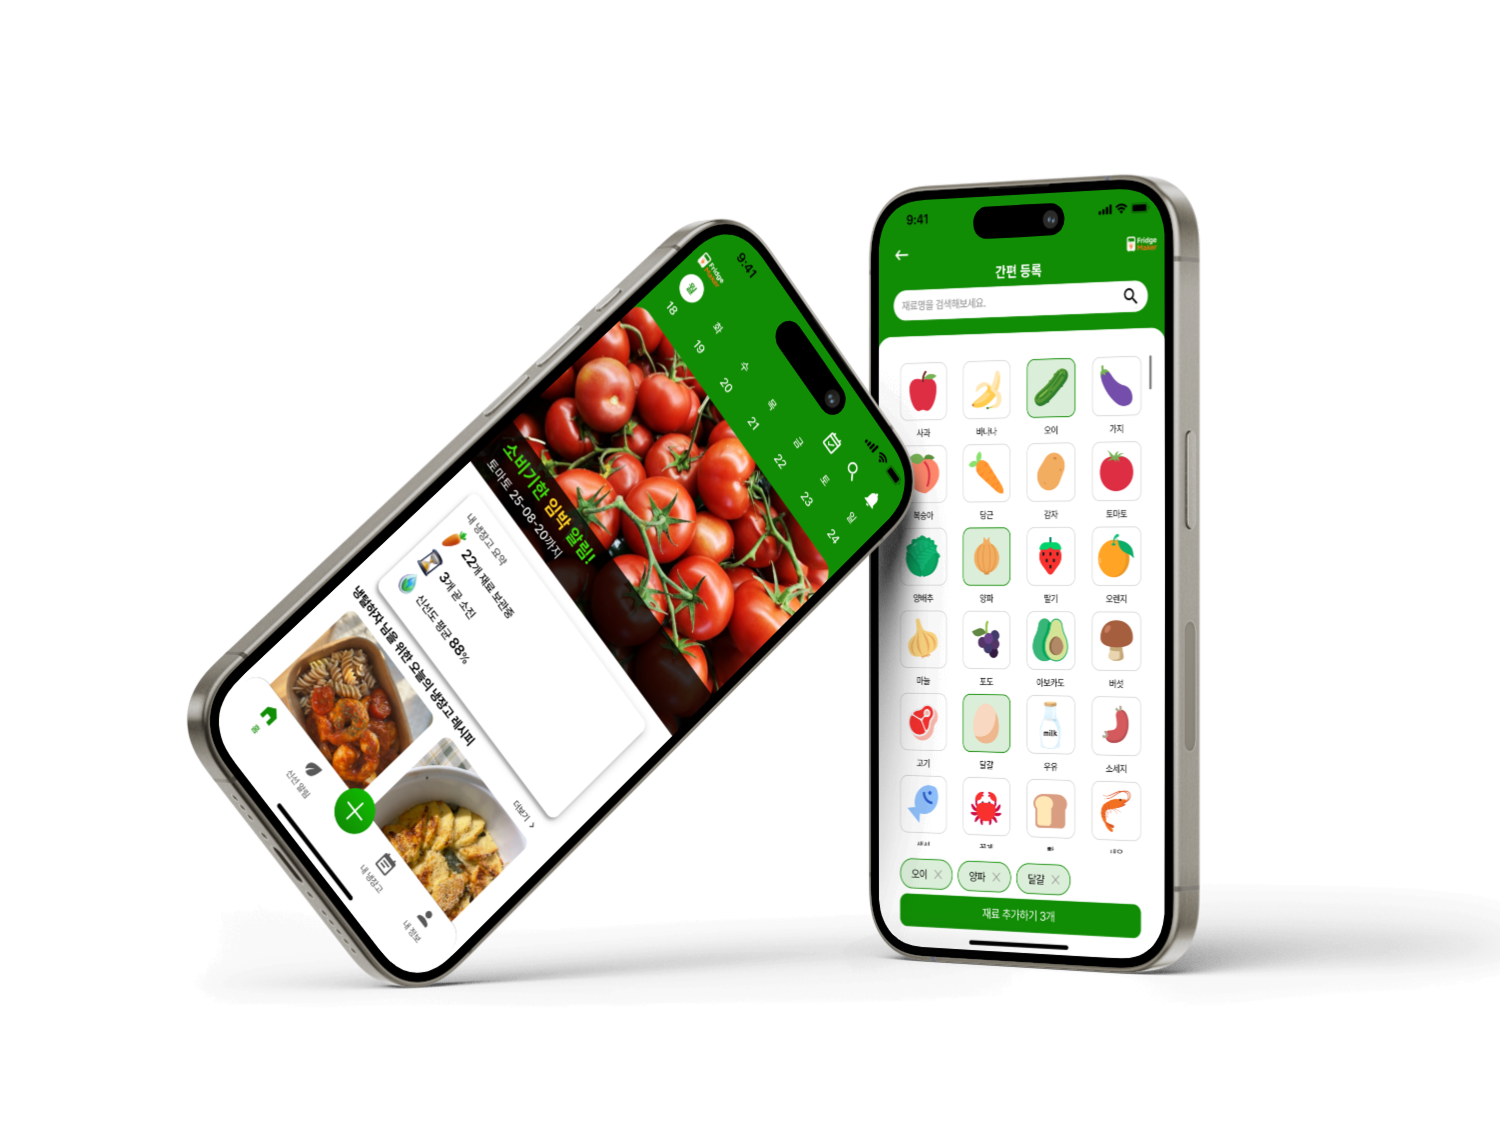 9:41
Fridge
Maker
월 화 수 목 금 토 일
18 19 20 21 22 23 24
소비기한 임박 알림!
토마토 25-08-20까지
내 냉장고 요약
22개 재료 보관중
3개 곧 소진
신선도 평균 88%
냉털하자 님을 위한 오늘의 냉장고 레시피
더보기 >
홈
신선 알림
내 냉장고
내 정보
9:41
Fridge
Maker
간편 등록
재료명을 검색해보세요.
사과 바나나 오이 가지
복숭아 당근 감자 토마토
양배추 양파 딸기 오렌지
마늘 포도 아보카도 버섯
milk
고기 달걀 우유 소세지
오이 × 양파 × 달걀 ×
재료 추가하기 3개